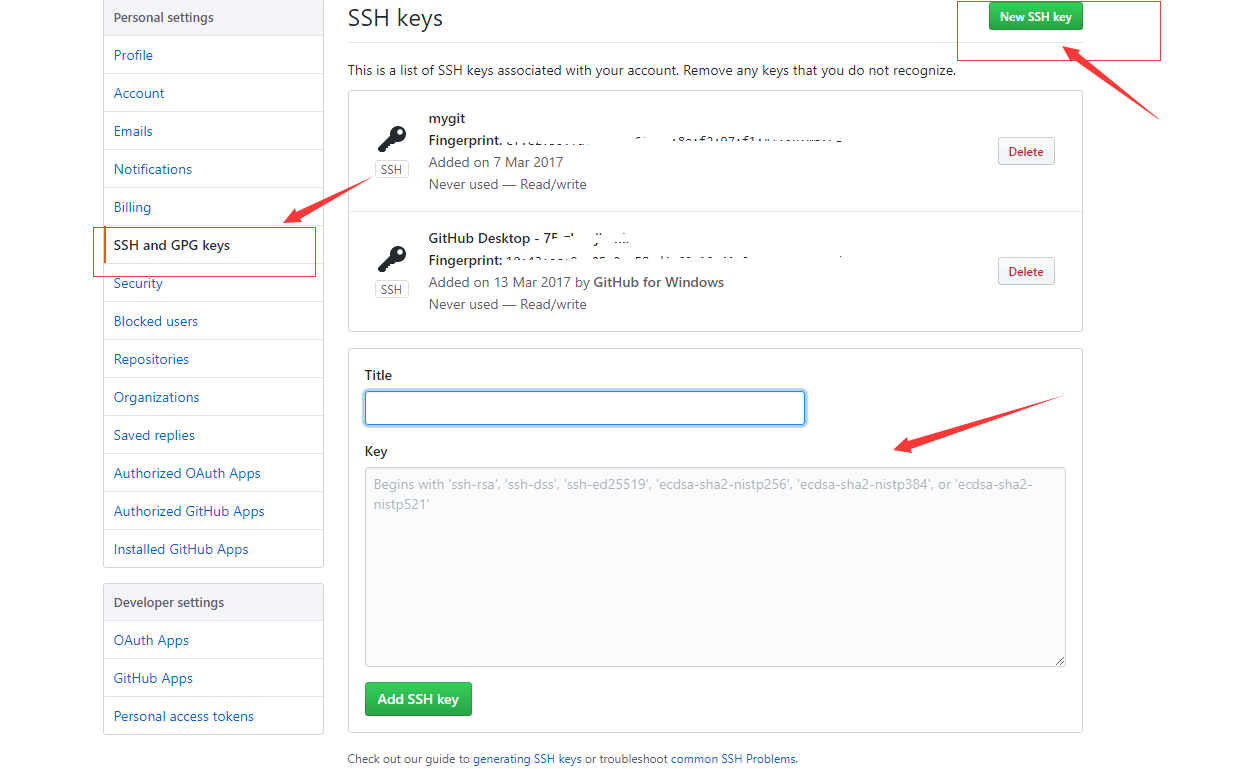 Personal settings
Profile
Account
Emails
Notifications
Billing
SSH and GPG keys
Security
Blocked users
Repositories
Organizations
Saved replies
Authorized OAuth Apps
Authorized GitHub Apps
Installed GitHub Apps
Developer settings
OAuth Apps
GitHub Apps
Personal access tokens
SSH keys
New SSH key
This is a list of SSH keys associated with your account. Remove any keys that you do not recognize.
mygit
Fingerprint:
SSH
Added on 7 Mar 2017
Never used — Read/write
Delete
GitHub Desktop -
Fingerprint:
SSH
Added on 13 Mar 2017 by GitHub for Windows
Never used — Read/write
Delete
Title
Key
Begins with 'ssh-rsa', 'ssh-dss', 'ssh-ed25519', 'ecdsa-sha2-nistp256', 'ecdsa-sha2-nistp384', or 'ecdsa-sha2-
nistp521'
Add SSH key
Check out our guide to generating SSH keys or troubleshoot common SSH Problems.